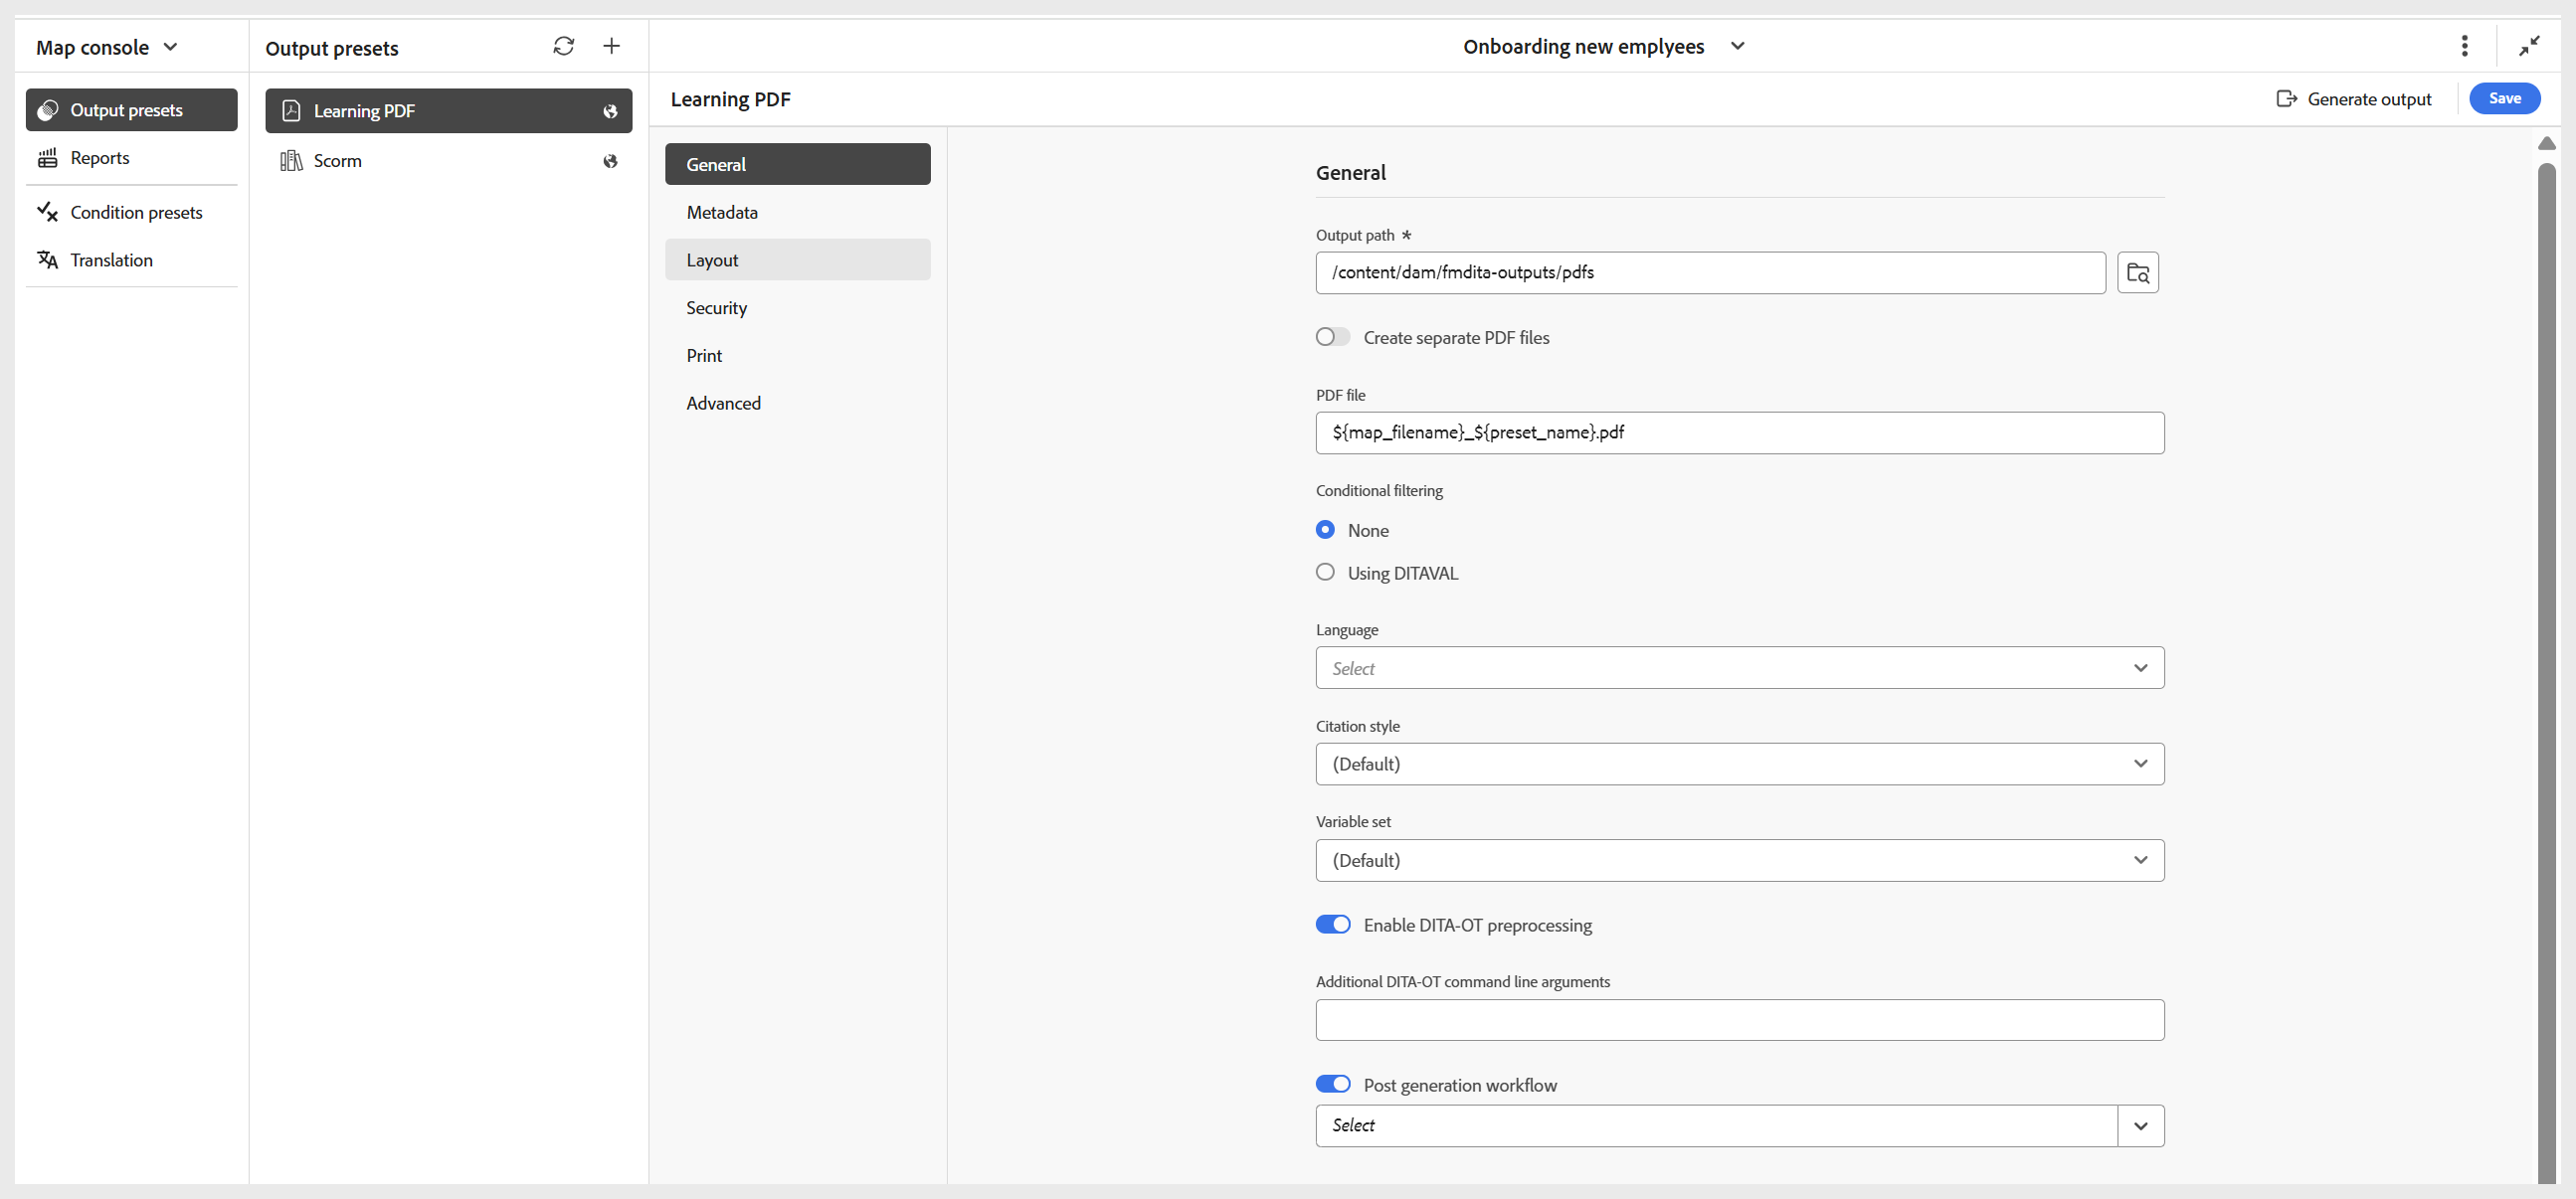 Map console
Output presets
Onboarding new emplyees
Output presets
Reports
Condition presets
Translation
Learning PDF
Scorm
Learning PDF
Generate output
Save
General
Metadata
Layout
Security
Print
Advanced
General
Output path *
/content/dam/fmdita-outputs/pdfs
Create separate PDF files
PDF file
${map_filename}_${preset_name}.pdf
Conditional filtering
None
Using DITAVAL
Language
Select
Citation style
(Default)
Variable set
(Default)
Enable DITA-OT preprocessing
Additional DITA-OT command line arguments
Post generation workflow
Select